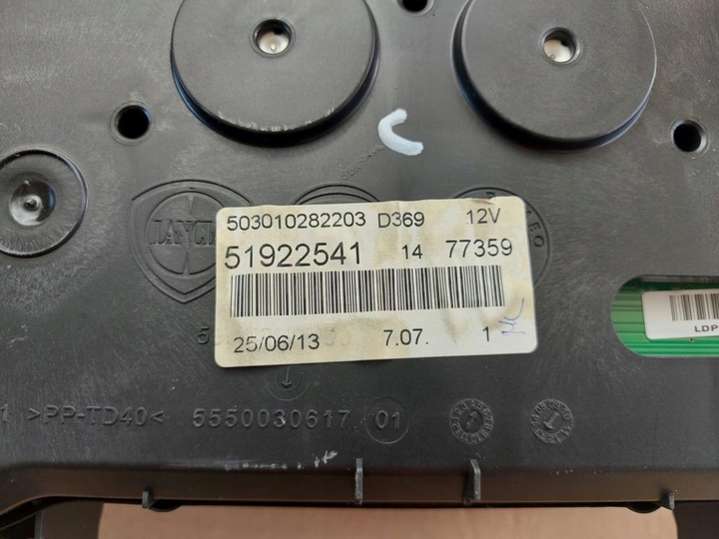 503010282203 D369 12V
51922541 14 77359
25/06/13 7.07. 1
LDP
>PP-TD40< 5550030617 01